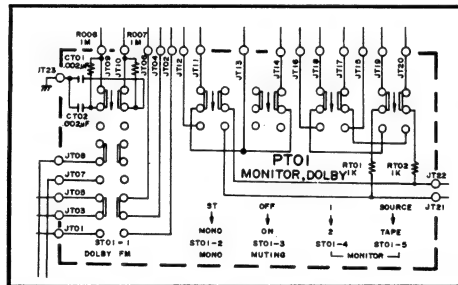 R006 R007
1M 1M
CT01
.002µF
JT09
JT10
JT06
JT04
JT02
JT12
JT11
JT13
JT14
JT16
JT18
JT17
JT15
JT19
JT20
JT23
CT02
.002µF
PT01
MONITOR, DOLBY
RT01
1K
RT02
1K
JT08
JT07
JT05
JT03
JT01
JT22
JT21
ST OFF 1 SOURCE
MONO ON 2 TAPE
ST01-1 ST01-2 ST01-3 ST01-4 ST01-5
DOLBY FM MONO MUTING MONITOR